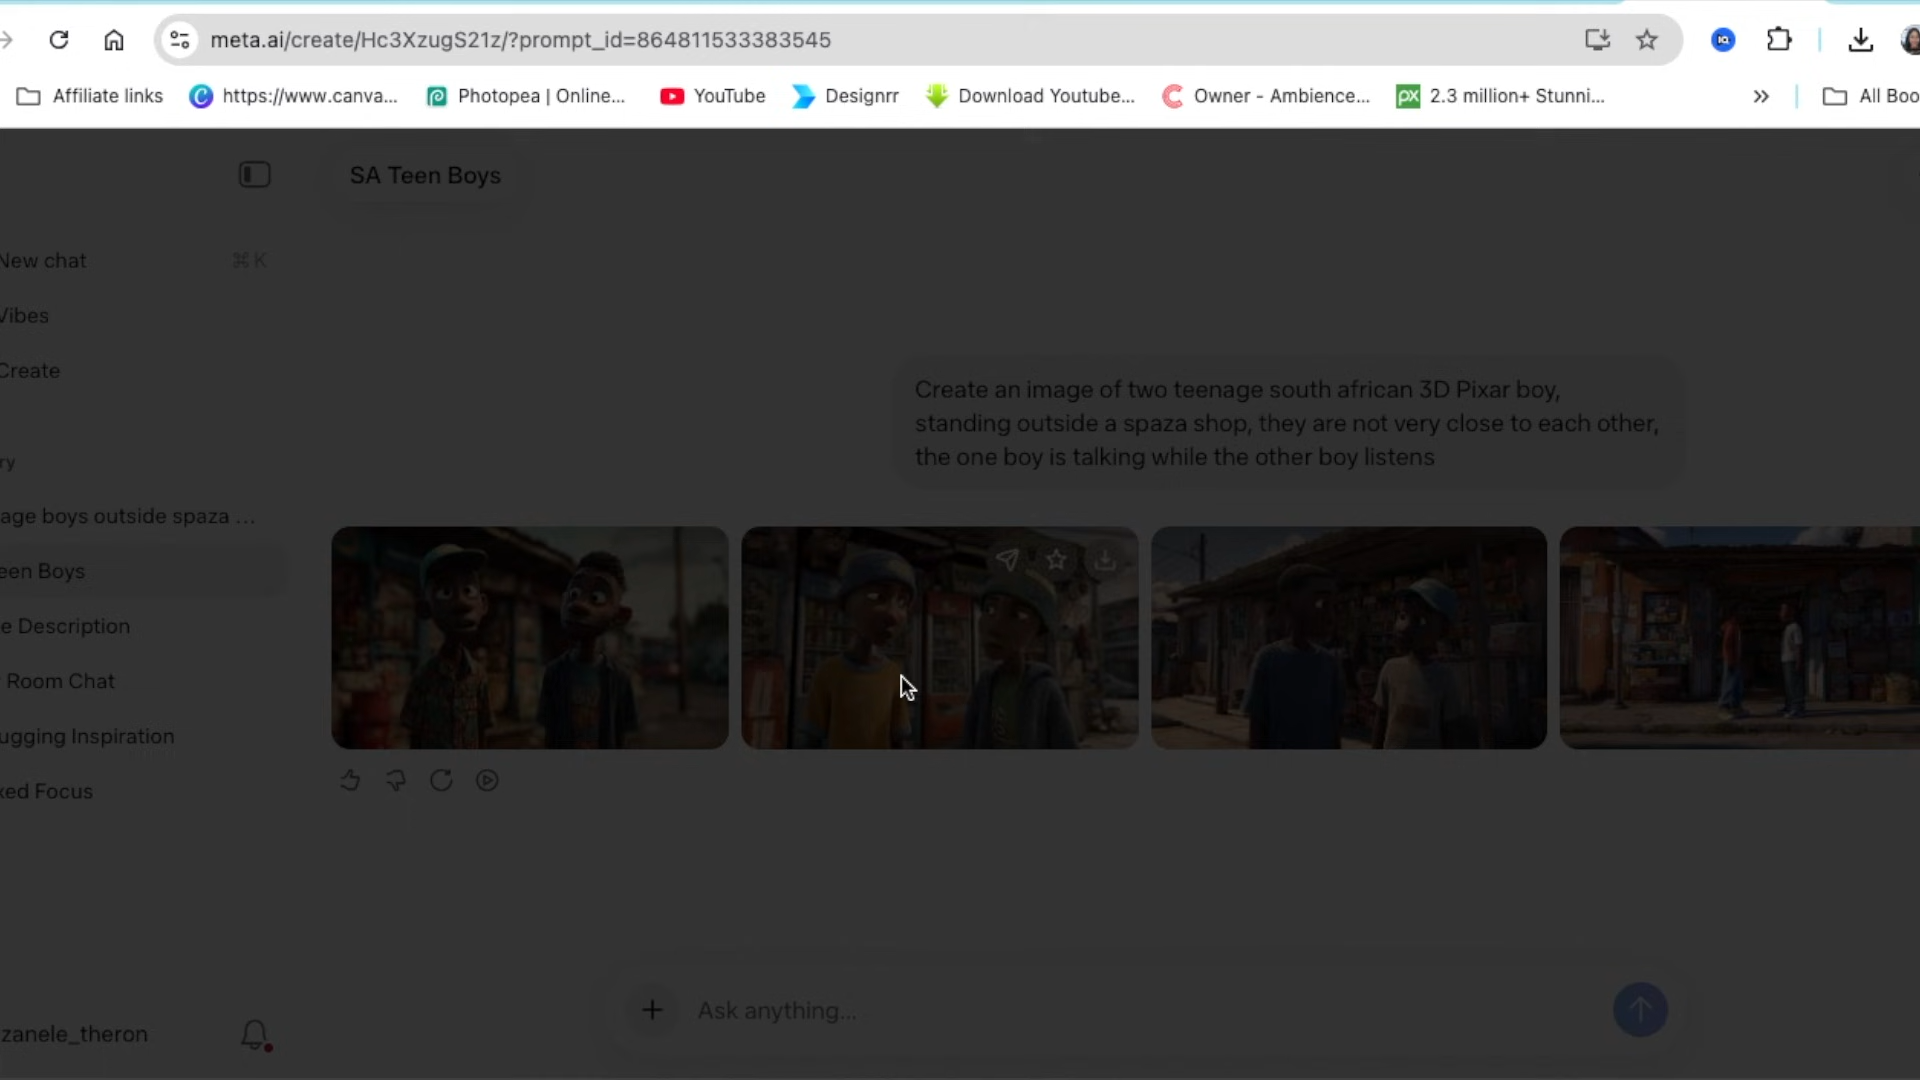 meta.ai/create/Hc3XzugS21z/?prompt_id=864811533383545
Affiliate links
https://www.canva...
Photopea | Online...
YouTube
Designrr
Download Youtube...
Owner - Ambience...
2.3 million+ Stunni...
All Boo
SA Teen Boys
New chat
⌘ K
Vibes
Create
ry
Create an image of two teenage south african 3D Pixar boy,
standing outside a spaza shop, they are not very close to each other,
the one boy is talking while the other boy listens
age boys outside spaza ...
een Boys
e Description
Room Chat
ugging Inspiration
xed Focus
Ask anything...
zanele_theron